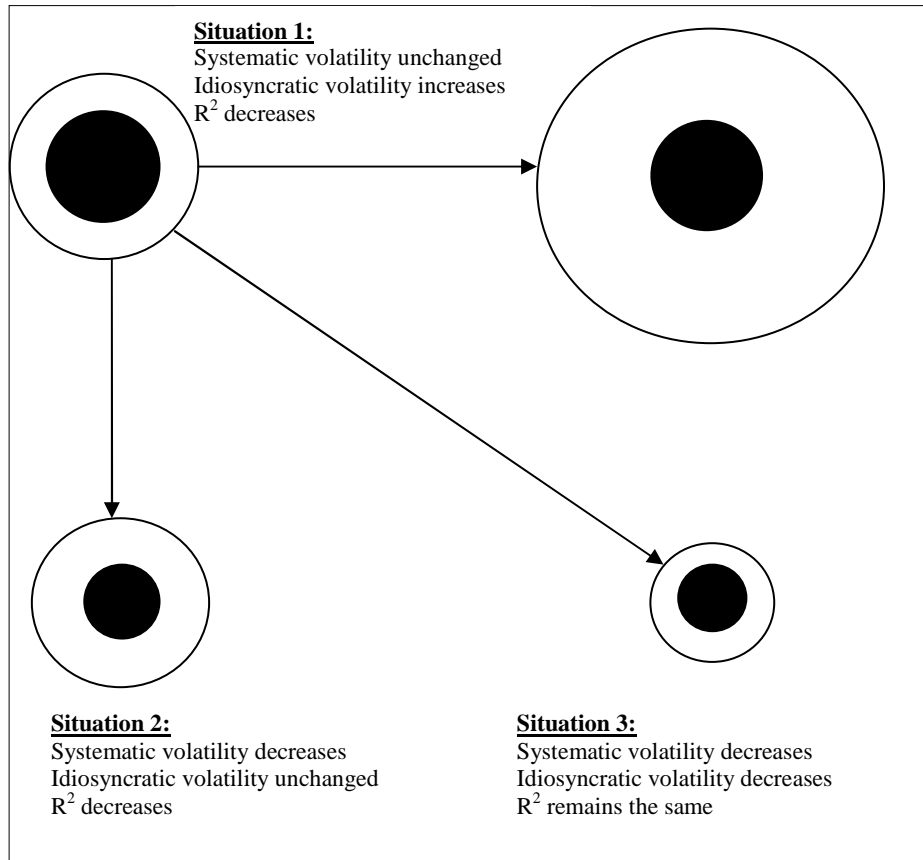 Situation 1:
Systematic volatility unchanged
Idiosyncratic volatility increases
R² decreases
Situation 2:
Systematic volatility decreases
Idiosyncratic volatility unchanged
R² decreases
Situation 3:
Systematic volatility decreases
Idiosyncratic volatility decreases
R² remains the same